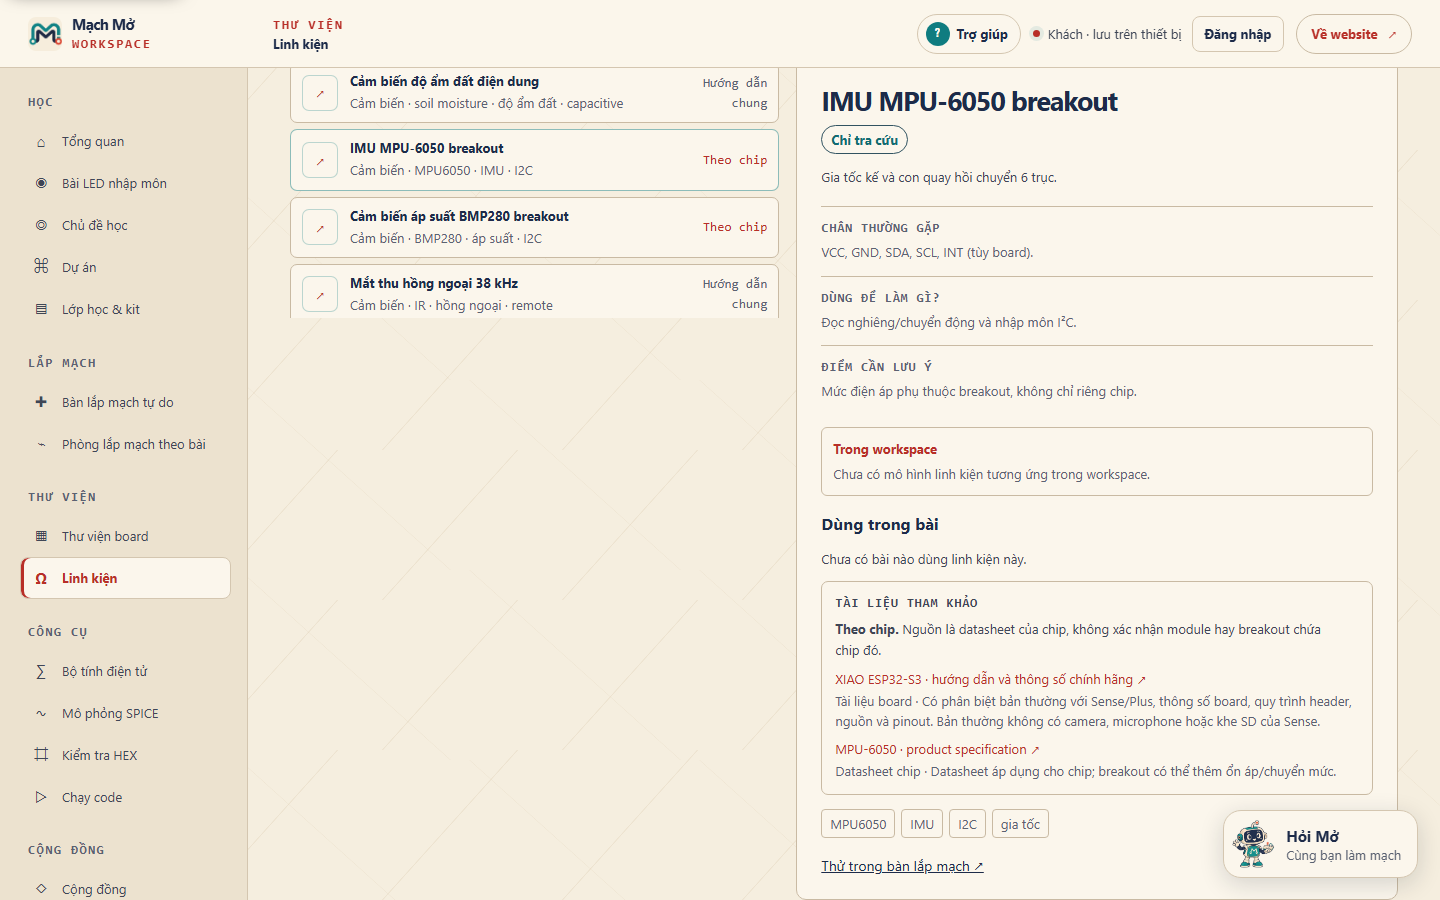 Mạch Mở
WORKSPACE
THƯ VIỆN
Linh kiện
? Trợ giúp
Khách · lưu trên thiết bị
Đăng nhập
Về website ↗
HỌC
Tổng quan
Bài LED nhập môn
Chủ đề học
Dự án
Lớp học & kit
LẮP MẠCH
Bàn lắp mạch tự do
Phòng lắp mạch theo bài
THƯ VIỆN
Thư viện board
Ω Linh kiện
CÔNG CỤ
∑ Bộ tính điện tử
∿ Mô phỏng SPICE
Kiểm tra HEX
Chạy code
CỘNG ĐỒNG
Cộng đồng
Cảm biến độ ẩm đất điện dung
Cảm biến · soil moisture · độ ẩm đất · capacitive
Hướng dẫn
chung
IMU MPU-6050 breakout
Cảm biến · MPU6050 · IMU · I2C
Theo chip
Cảm biến áp suất BMP280 breakout
Cảm biến · BMP280 · áp suất · I2C
Theo chip
Mắt thu hồng ngoại 38 kHz
Cảm biến · IR · hồng ngoại · remote
Hướng dẫn
chung
IMU MPU-6050 breakout
Chỉ tra cứu
Gia tốc kế và con quay hồi chuyển 6 trục.
CHÂN THƯỜNG GẶP
VCC, GND, SDA, SCL, INT (tùy board).
DÙNG ĐỂ LÀM GÌ?
Đọc nghiêng/chuyển động và nhập môn I²C.
ĐIỂM CẦN LƯU Ý
Mức điện áp phụ thuộc breakout, không chỉ riêng chip.
Trong workspace
Chưa có mô hình linh kiện tương ứng trong workspace.
Dùng trong bài
Chưa có bài nào dùng linh kiện này.
TÀI LIỆU THAM KHẢO
Theo chip. Nguồn là datasheet của chip, không xác nhận module hay breakout chứa
chip đó.
XIAO ESP32-S3 · hướng dẫn và thông số chính hãng ↗
Tài liệu board · Có phân biệt bản thường với Sense/Plus, thông số board, quy trình header,
nguồn và pinout. Bản thường không có camera, microphone hoặc khe SD của Sense.
MPU-6050 · product specification ↗
Datasheet chip · Datasheet áp dụng cho chip; breakout có thể thêm ổn áp/chuyển mức.
MPU6050
IMU
I2C
gia tốc
Thử trong bàn lắp mạch ↗
Hỏi Mở
Cùng bạn làm mạch